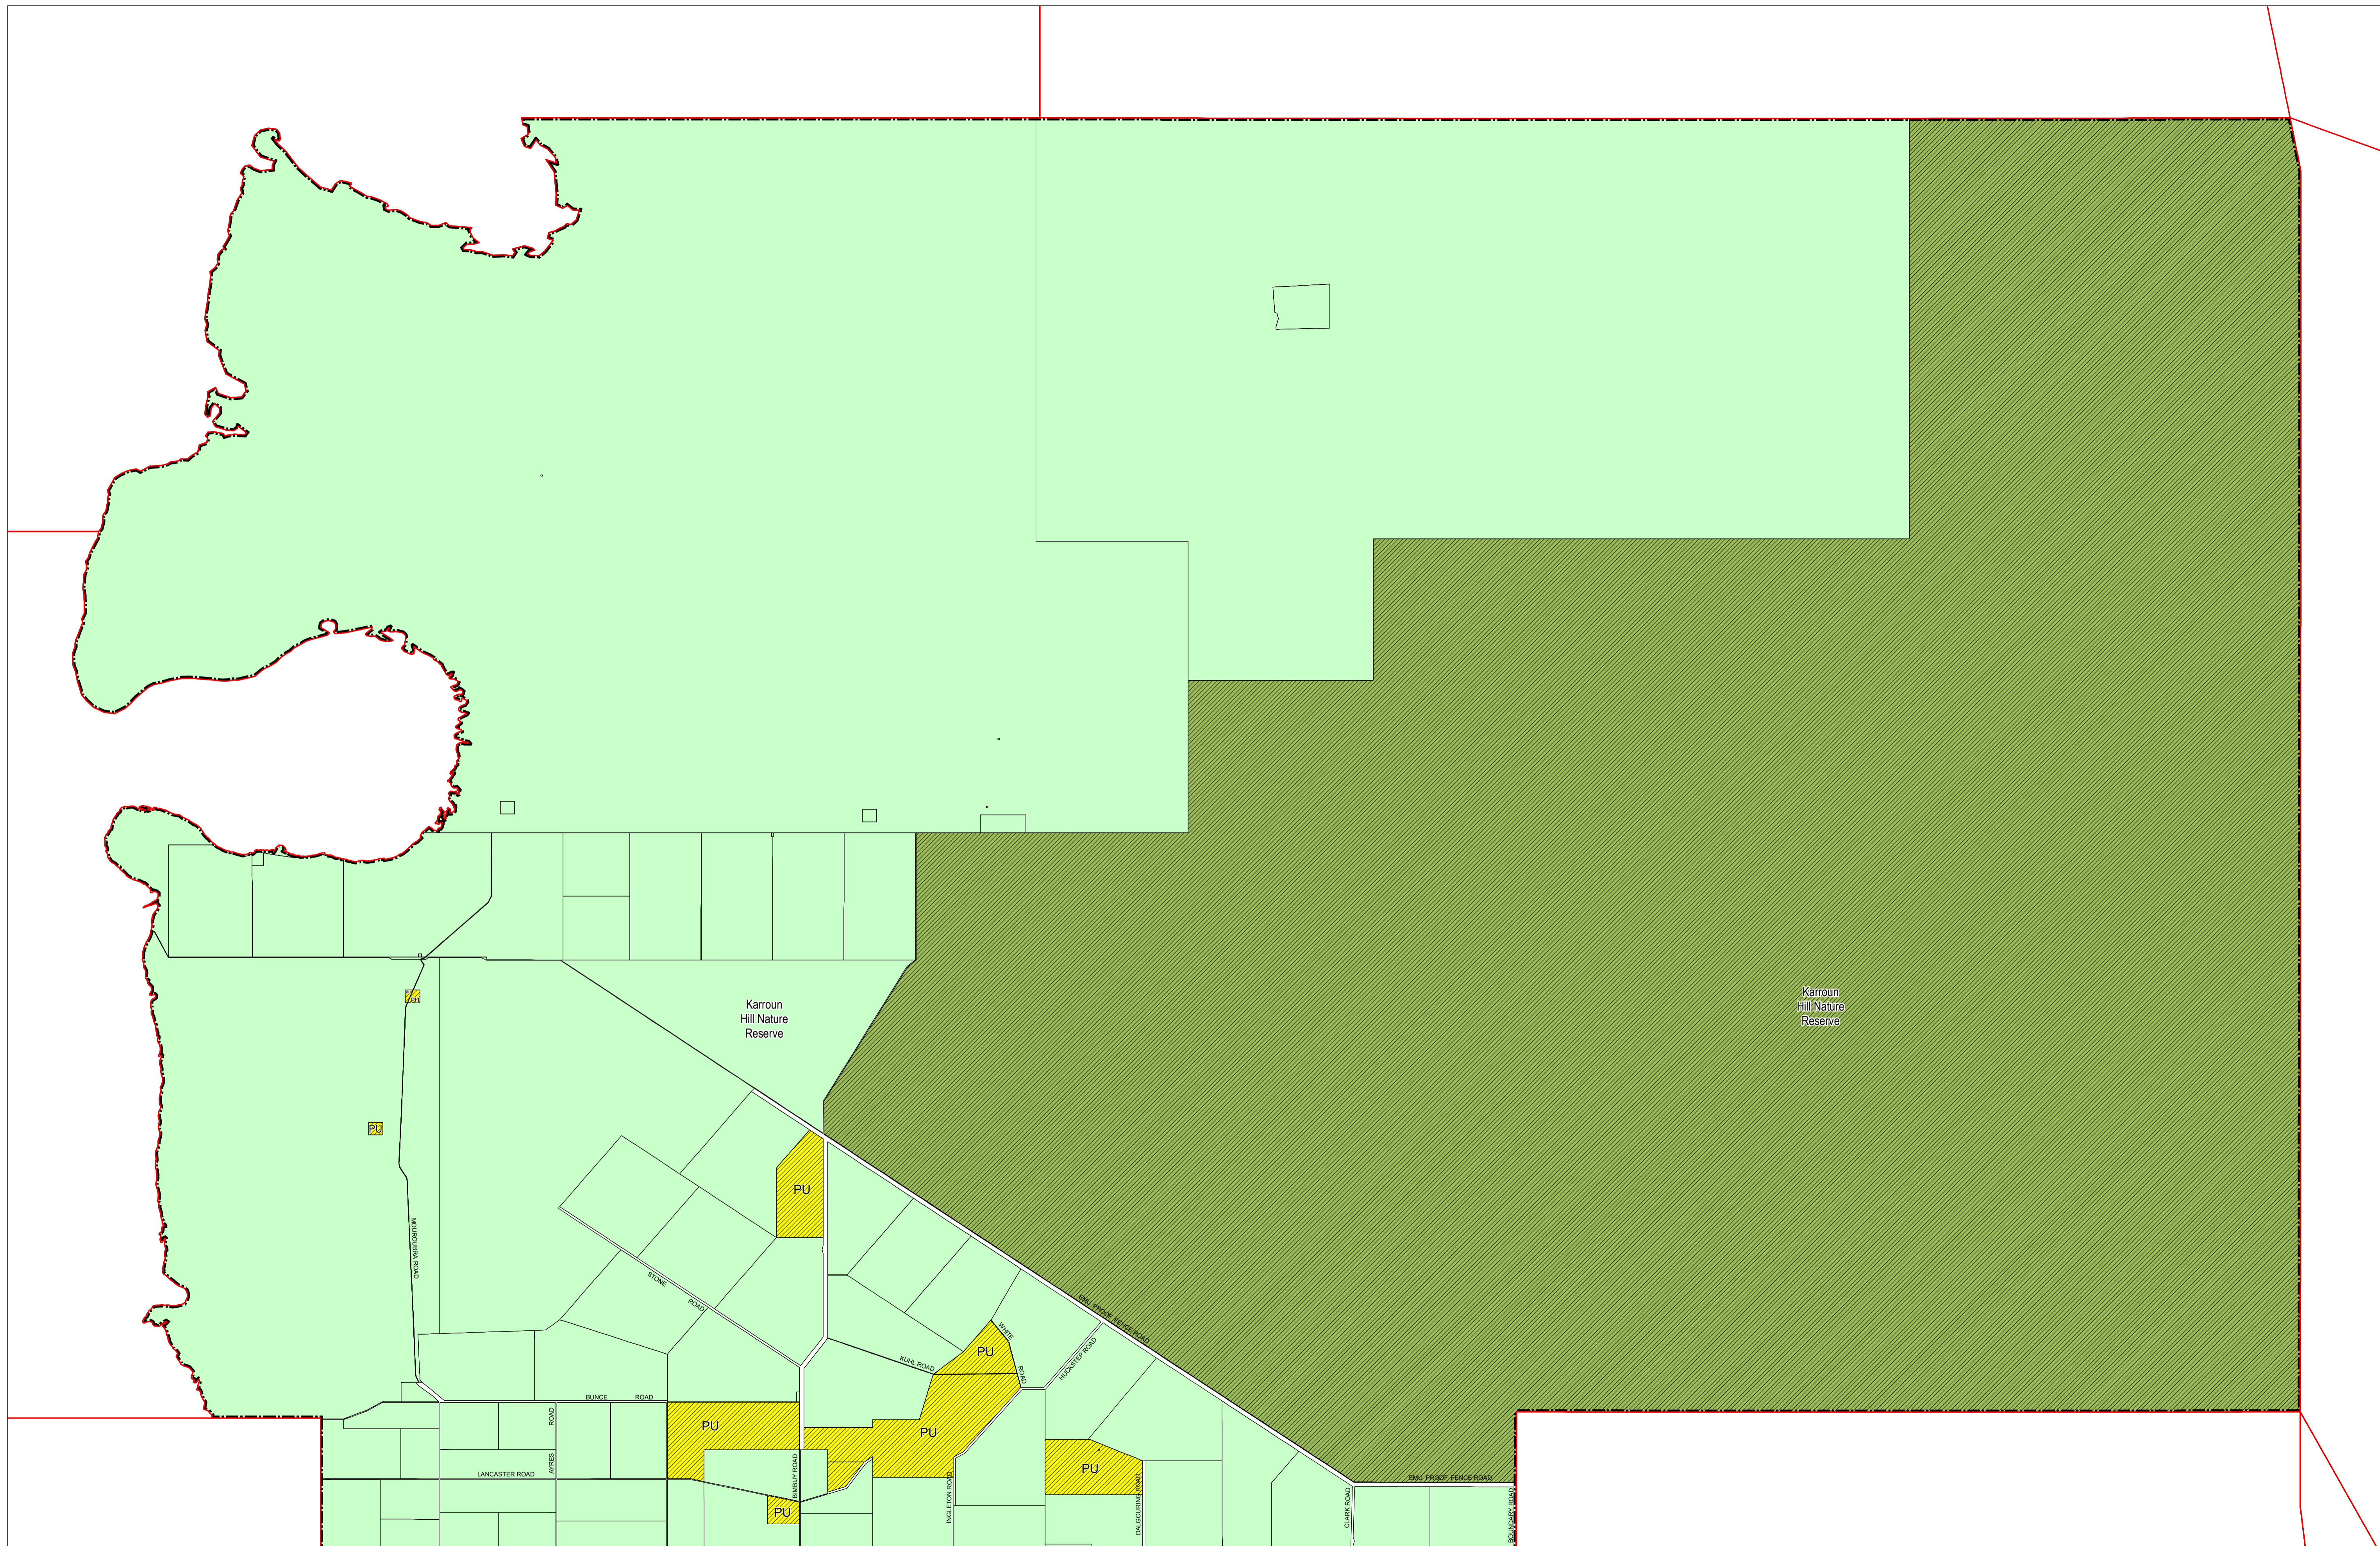 Karroun
Hill Nature
Reserve
Karroun
Hill Nature
Reserve
PU
PU
PU
MOUROUBRA ROAD
STONE ROAD
EMU PROOF FENCE ROAD
WHITE ROAD
HUCKSTEP ROAD
KUHL ROAD
PU
BUNCE ROAD
AYRES ROAD
PU
PU
LANCASTER ROAD
BIMBIJY ROAD
PU
PU
INGLETON ROAD
DALGOURING ROAD
EMU PROOF FENCE ROAD
CLARK ROAD
BOUNDARY ROAD